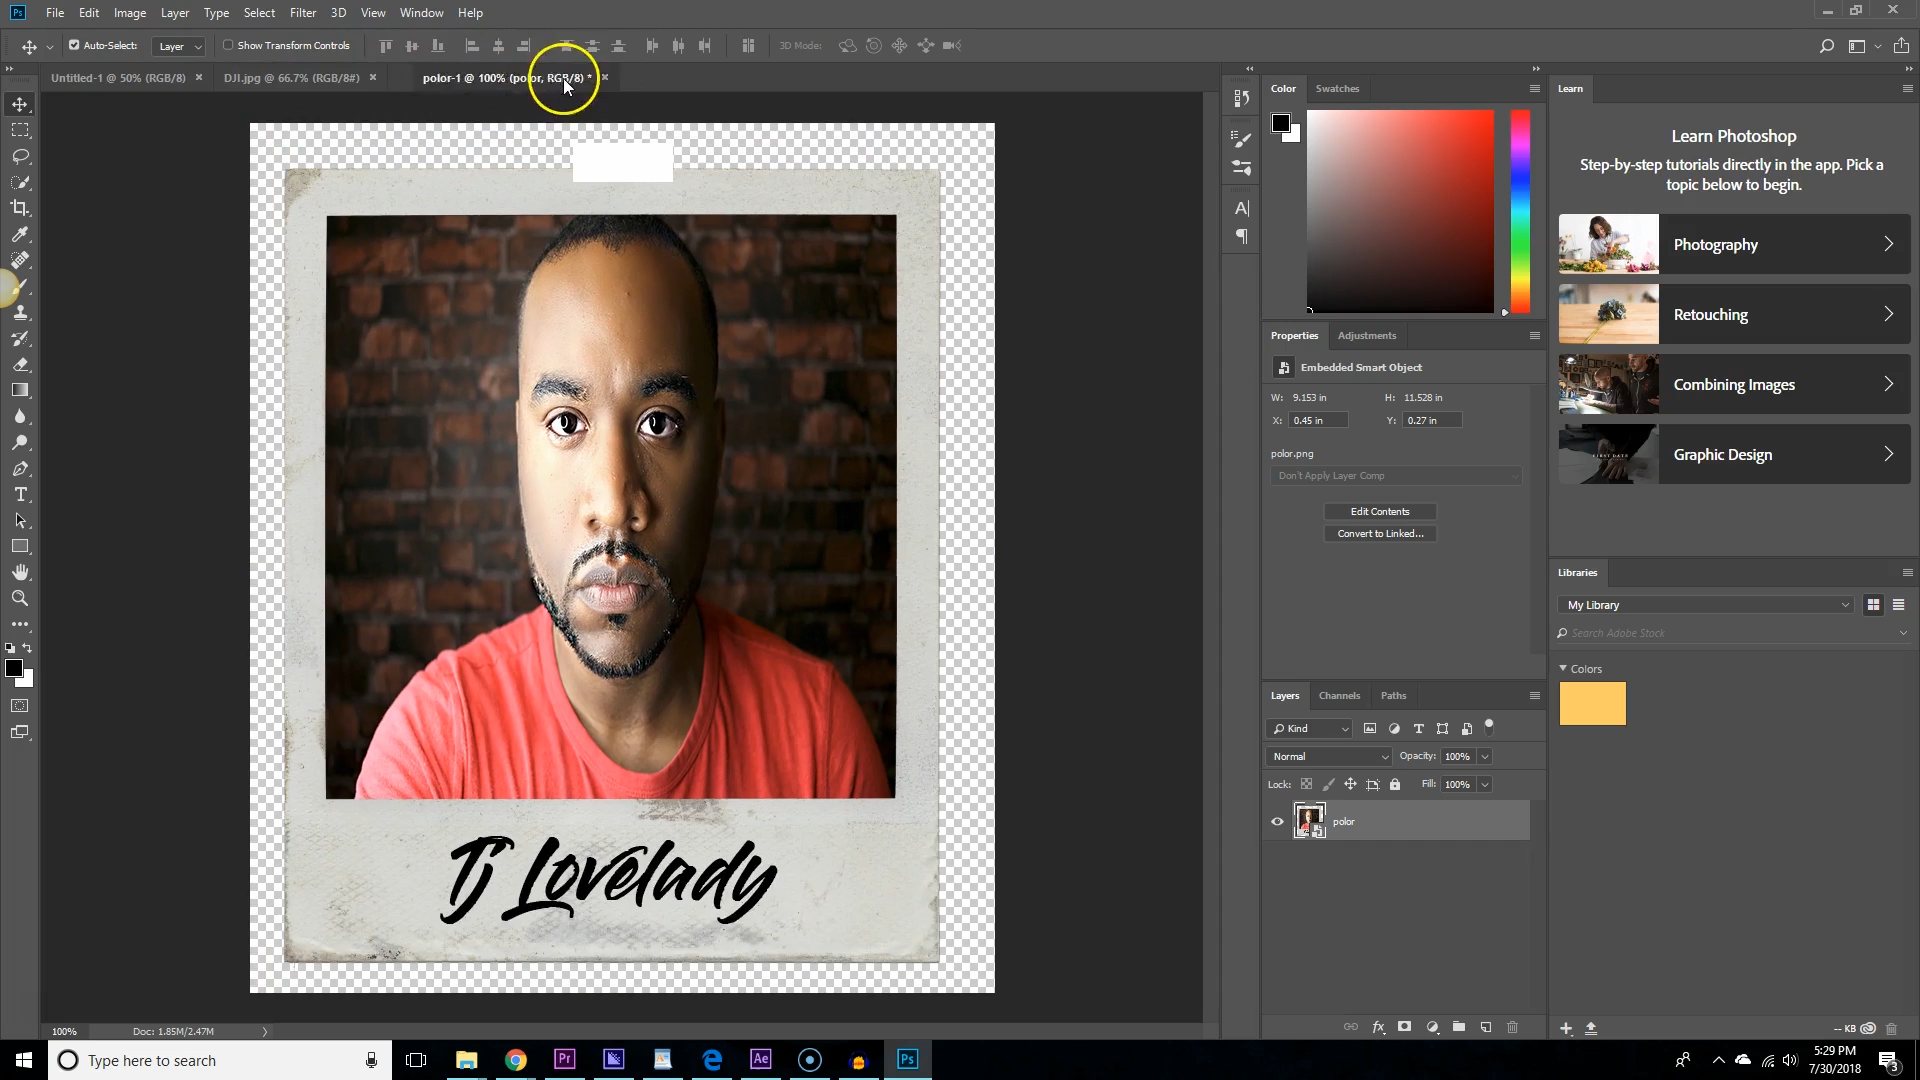 Ps File Edit Image Layer Type Select Filter 3D View Window Help
Auto-Select: Layer Show Transform Controls 3D Mode:
Untitled-1 @ 50% (RGB/8) × DJI.jpg @ 66.7% (RGB/8#) × polor-1 @ 100% (polor, RGB/8) * ×
Color Swatches
Learn
Learn Photoshop
Step-by-step tutorials directly in the app. Pick a
topic below to begin.
Photography
Retouching
Combining Images
Graphic Design
Properties Adjustments
Embedded Smart Object
W: 9.153 in H: 11.528 in
X: 0.45 in Y: 0.27 in
polor.png
Don't Apply Layer Comp
Edit Contents
Convert to Linked...
Libraries
My Library
Search Adobe Stock
Colors
Layers Channels Paths
Kind
Normal Opacity: 100%
Lock: Fill: 100%
polor
Tj Lovelady
100% Doc: 1.85M/2.47M
-- KB
Type here to search
Pr
Ae
Ps
5:29 PM
7/30/2018
3